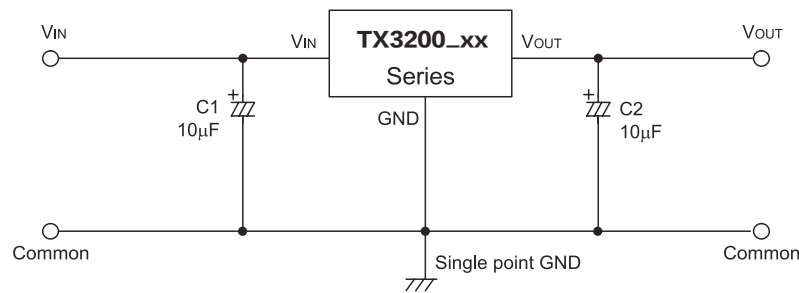 VIN
VIN
TX3200_xx
VOUT
VOUT
Series
+
C1
10μF
GND
+
C2
10μF
Common
Common
Single point GND